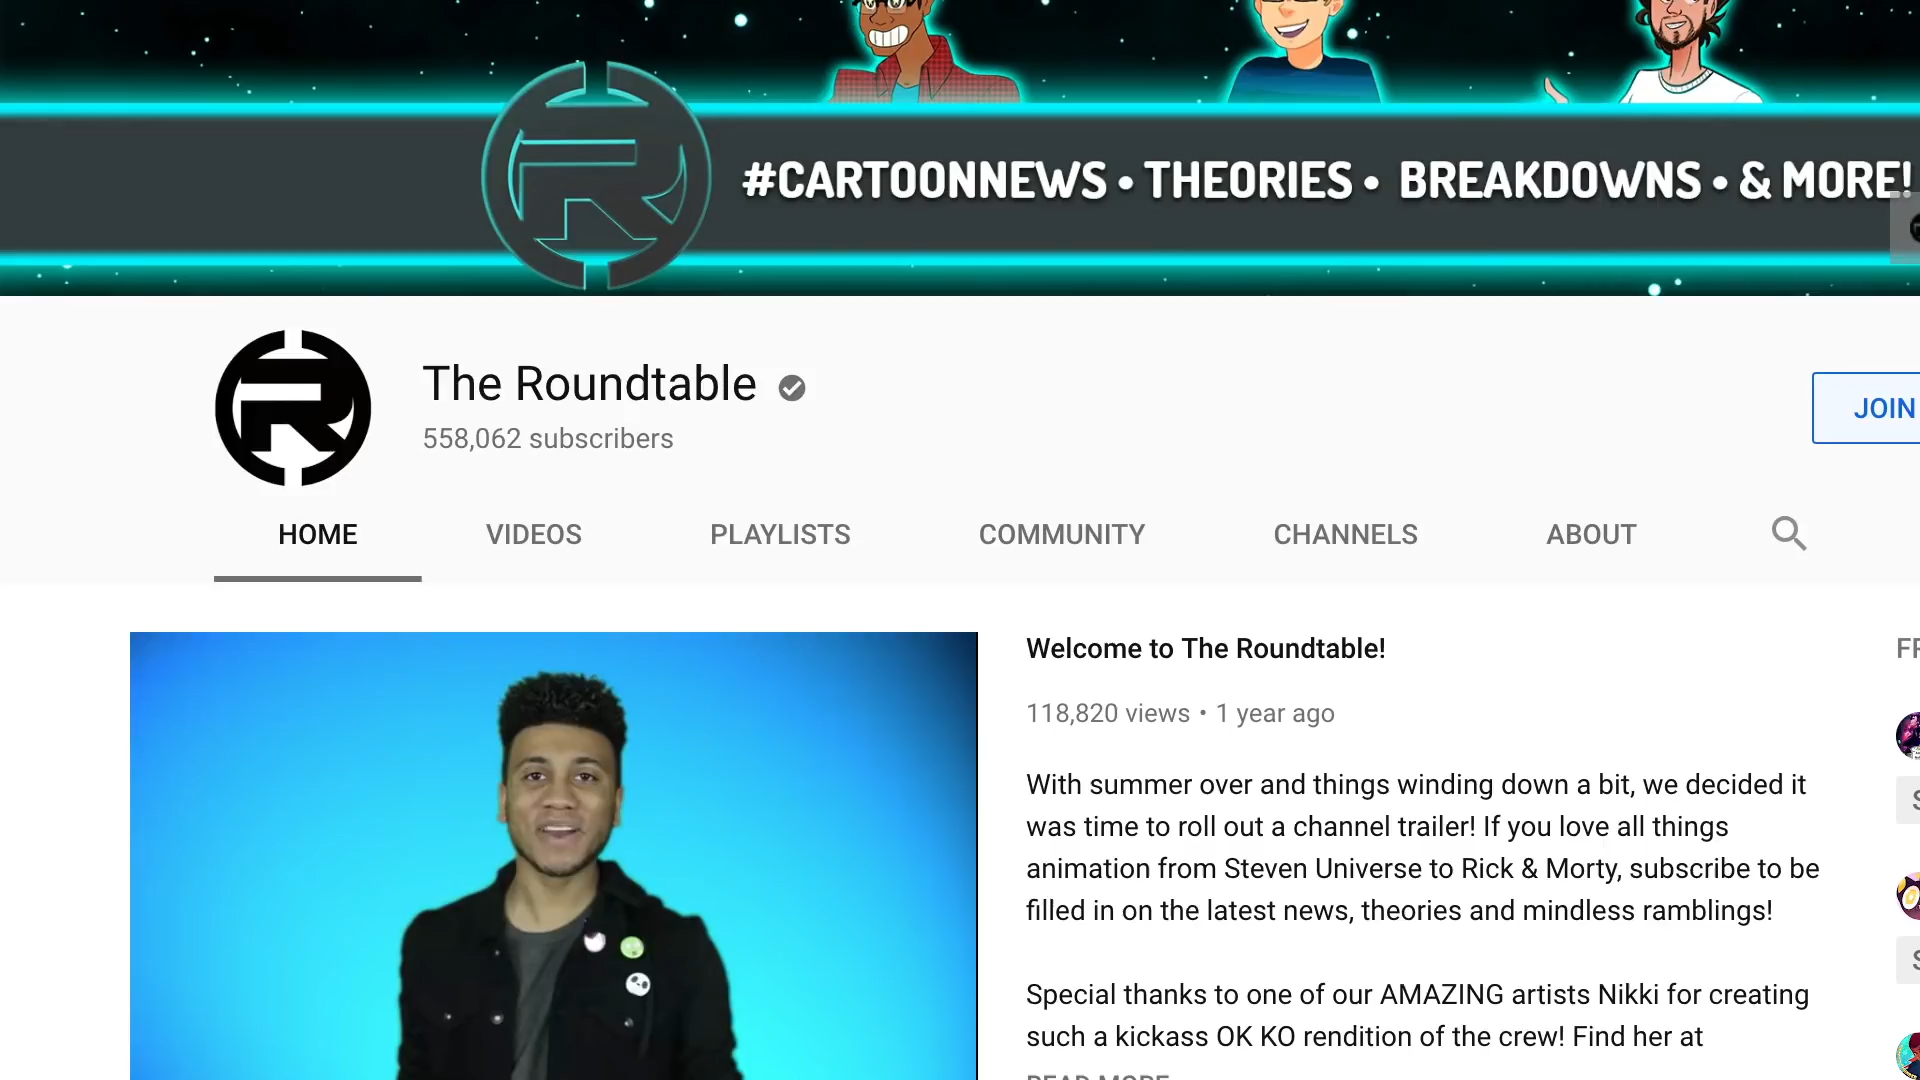 #CARTOONNEWS • THEORIES • BREAKDOWNS • & MORE!
The Roundtable
558,062 subscribers
JOIN
HOME VIDEOS PLAYLISTS COMMUNITY CHANNELS ABOUT
Welcome to The Roundtable!
118,820 views • 1 year ago
With summer over and things winding down a bit, we decided it
was time to roll out a channel trailer! If you love all things
animation from Steven Universe to Rick & Morty, subscribe to be
filled in on the latest news, theories and mindless ramblings!
Special thanks to one of our AMAZING artists Nikki for creating
such a kickass OK KO rendition of the crew! Find her at
READ MORE